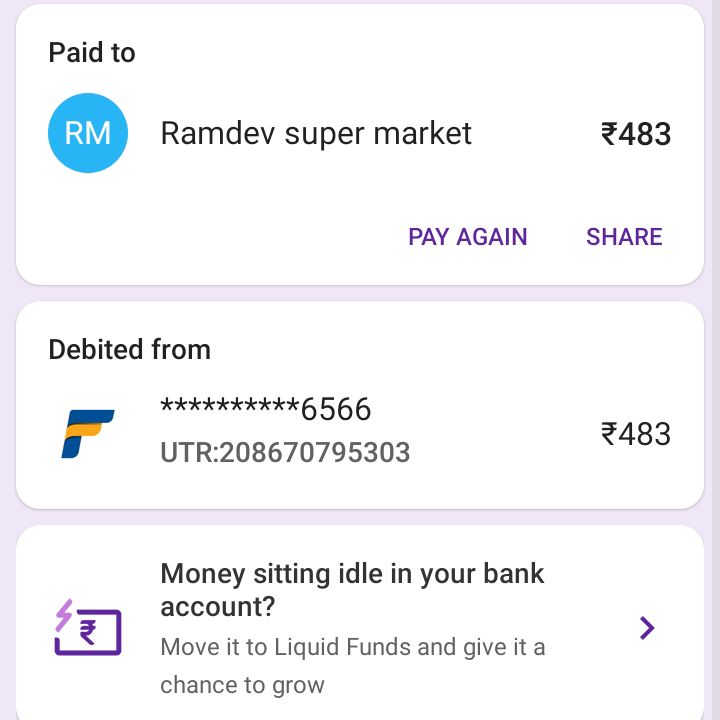 Paid to
RM
Ramdev super market
₹483
PAY AGAIN
SHARE
Debited from
**********6566
UTR:208670795303
₹483
Money sitting idle in your bank
account?
Move it to Liquid Funds and give it a
chance to grow